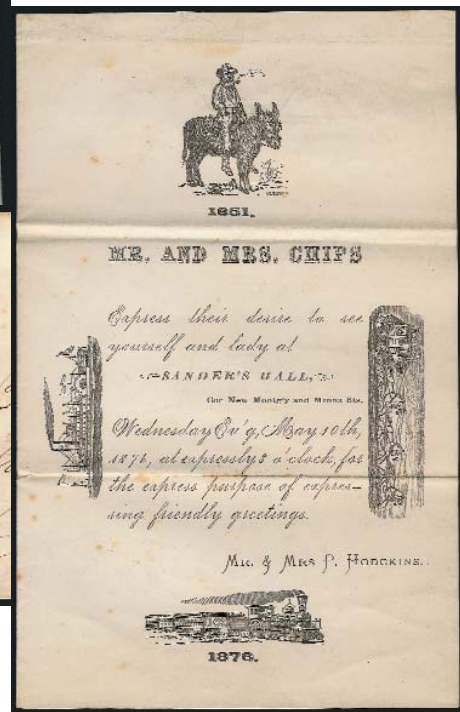 1851.
MR. AND MRS. CHIPS
Express their desire to see
yourself and lady at
SANDER'S HALL,
Cor New Montg'y and Minna Sts.
Wednesday Ev'g, May 10th,
1876, at expressly 8 o'clock, for
the express purpose of expres-
sing friendly greetings.
MR. & MRS P. HODGKINS.
1876.